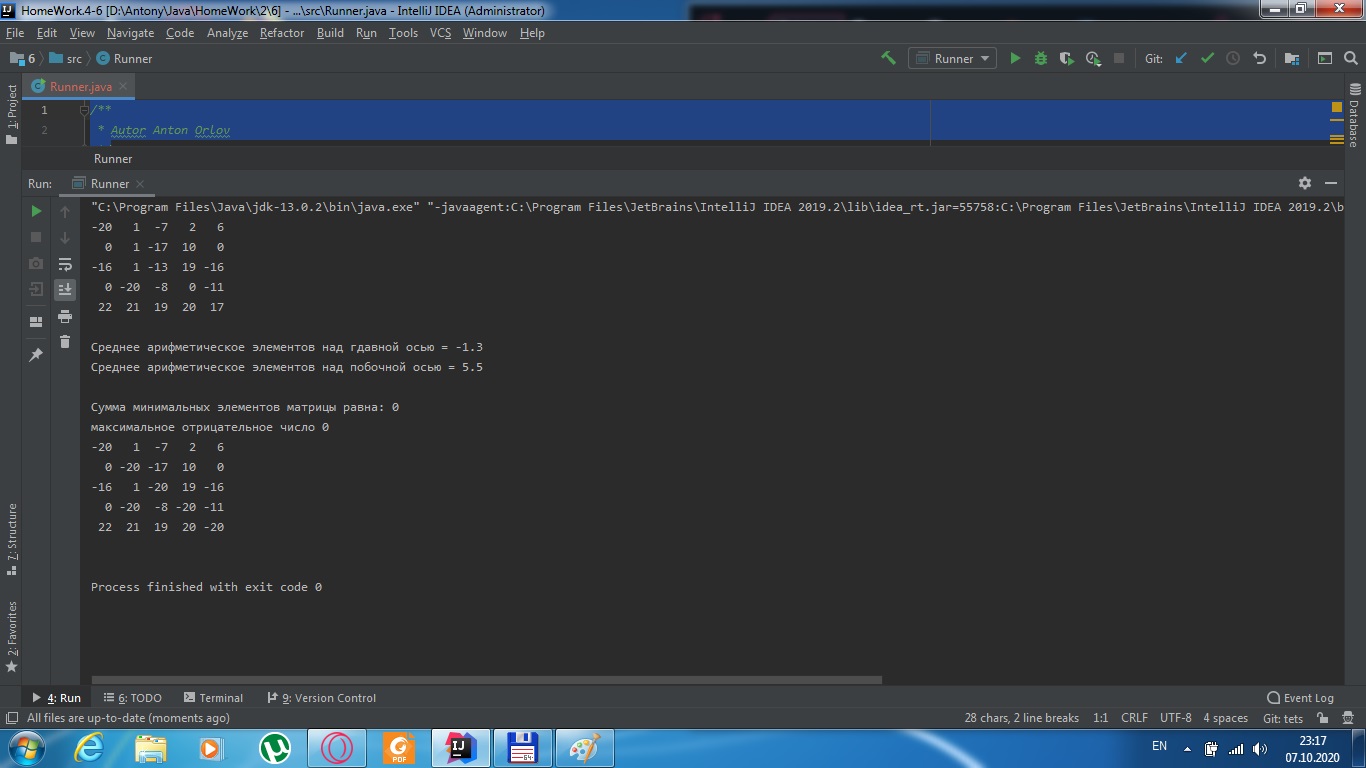 HomeWork.4-6 [D:\Antony\Java\HomeWork\2\6] - ...\src\Runner.java - IntelliJ IDEA (Administrator)
File Edit View Navigate Code Analyze Refactor Build Run Tools VCS Window Help
6 src Runner Runner Git:
Runner.java
1 /**
2 * Autor Anton Orlov
Runner
Run: Runner
"C:\Program Files\Java\jdk-13.0.2\bin\java.exe" "-javaagent:C:\Program Files\JetBrains\IntelliJ IDEA 2019.2\lib\idea_rt.jar=55758:C:\Program Files\JetBrains\IntelliJ IDEA 2019.2\b
-20 1 -7 2 6
0 1 -17 10 0
-16 1 -13 19 -16
0 -20 -8 0 -11
22 21 19 20 17
Среднее арифметическое элементов над гдавной осью = -1.3
Среднее арифметическое элементов над побочной осью = 5.5
Сумма минимальных элементов матрицы равна: 0
максимальное отрицательное число 0
-20 1 -7 2 6
0 -20 -17 10 0
-16 1 -20 19 -16
0 -20 -8 -20 -11
22 21 19 20 -20
Process finished with exit code 0
1: Project
7: Structure
2: Favorites
Database
4: Run 6: TODO Terminal 9: Version Control Event Log
All files are up-to-date (moments ago) 28 chars, 2 line breaks 1:1 CRLF UTF-8 4 spaces Git: tets
PDF IJ 64 EN 23:17
07.10.2020